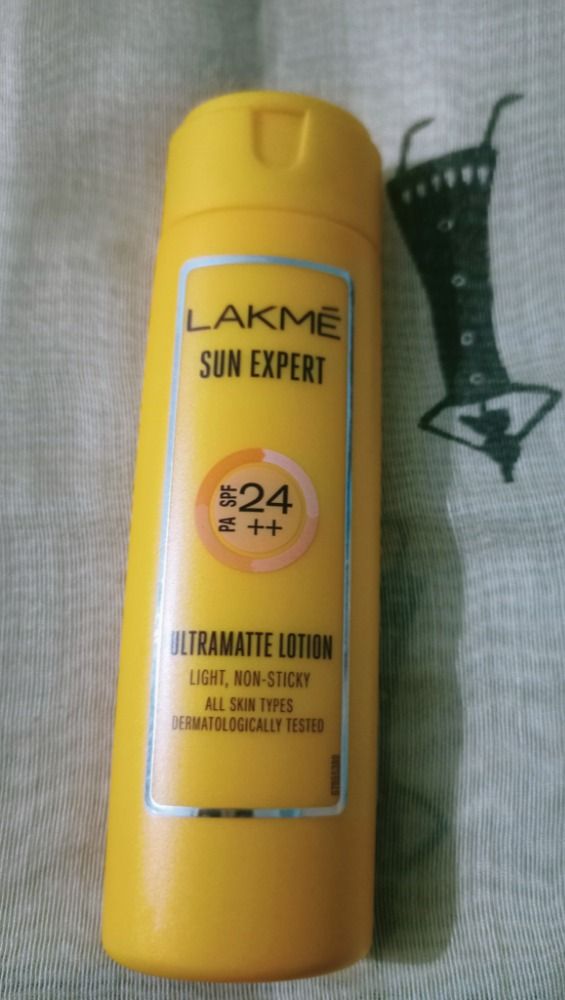 LAKMĒ
SUN EXPERT
SPF 24
PA ++
ULTRAMATTE LOTION
LIGHT, NON-STICKY
ALL SKIN TYPES
DERMATOLOGICALLY TESTED